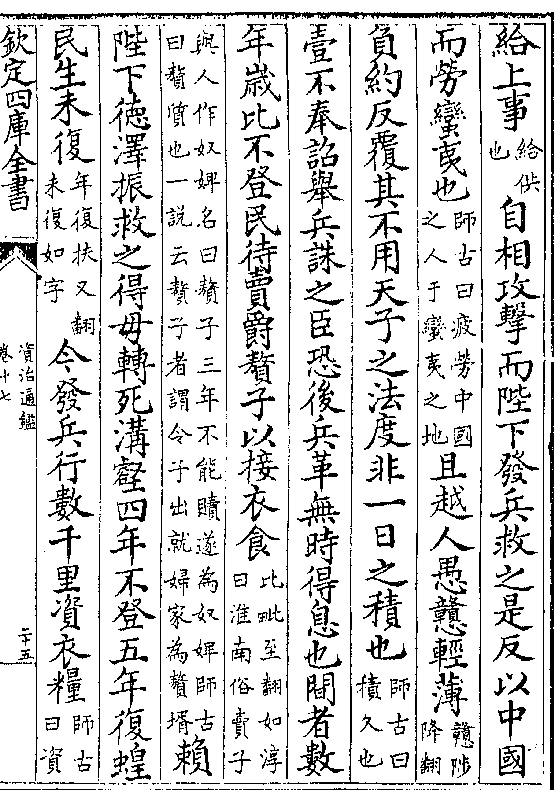 給上事給供也自相攻擊而陛下發兵救之是反以中國
而勞蠻夷也師古曰疲勞中國之人于蠻夷之地且越人愚戇輕薄戇陟降翻
負約反覆其不用天子之法度非一日之積也師古曰積久也
壹不奉詔舉兵誅之臣恐後兵革無時得息也間者數
年歲比不登民待賣爵贅子以接衣食比毗至翻如淳曰淮南俗賣子
與人作奴婢名曰贅子三年不能贖遂為奴婢師古曰贅質也一說云贅子者謂令子出就婦家為贅壻賴
陛下德澤振救之得毋轉死溝壑四年不登五年復蝗
民生未復年復扶又翻未復如字今發兵行數千里資衣糧師古曰資
欽定四庫全書
資治通鑑
卷十七
二十五